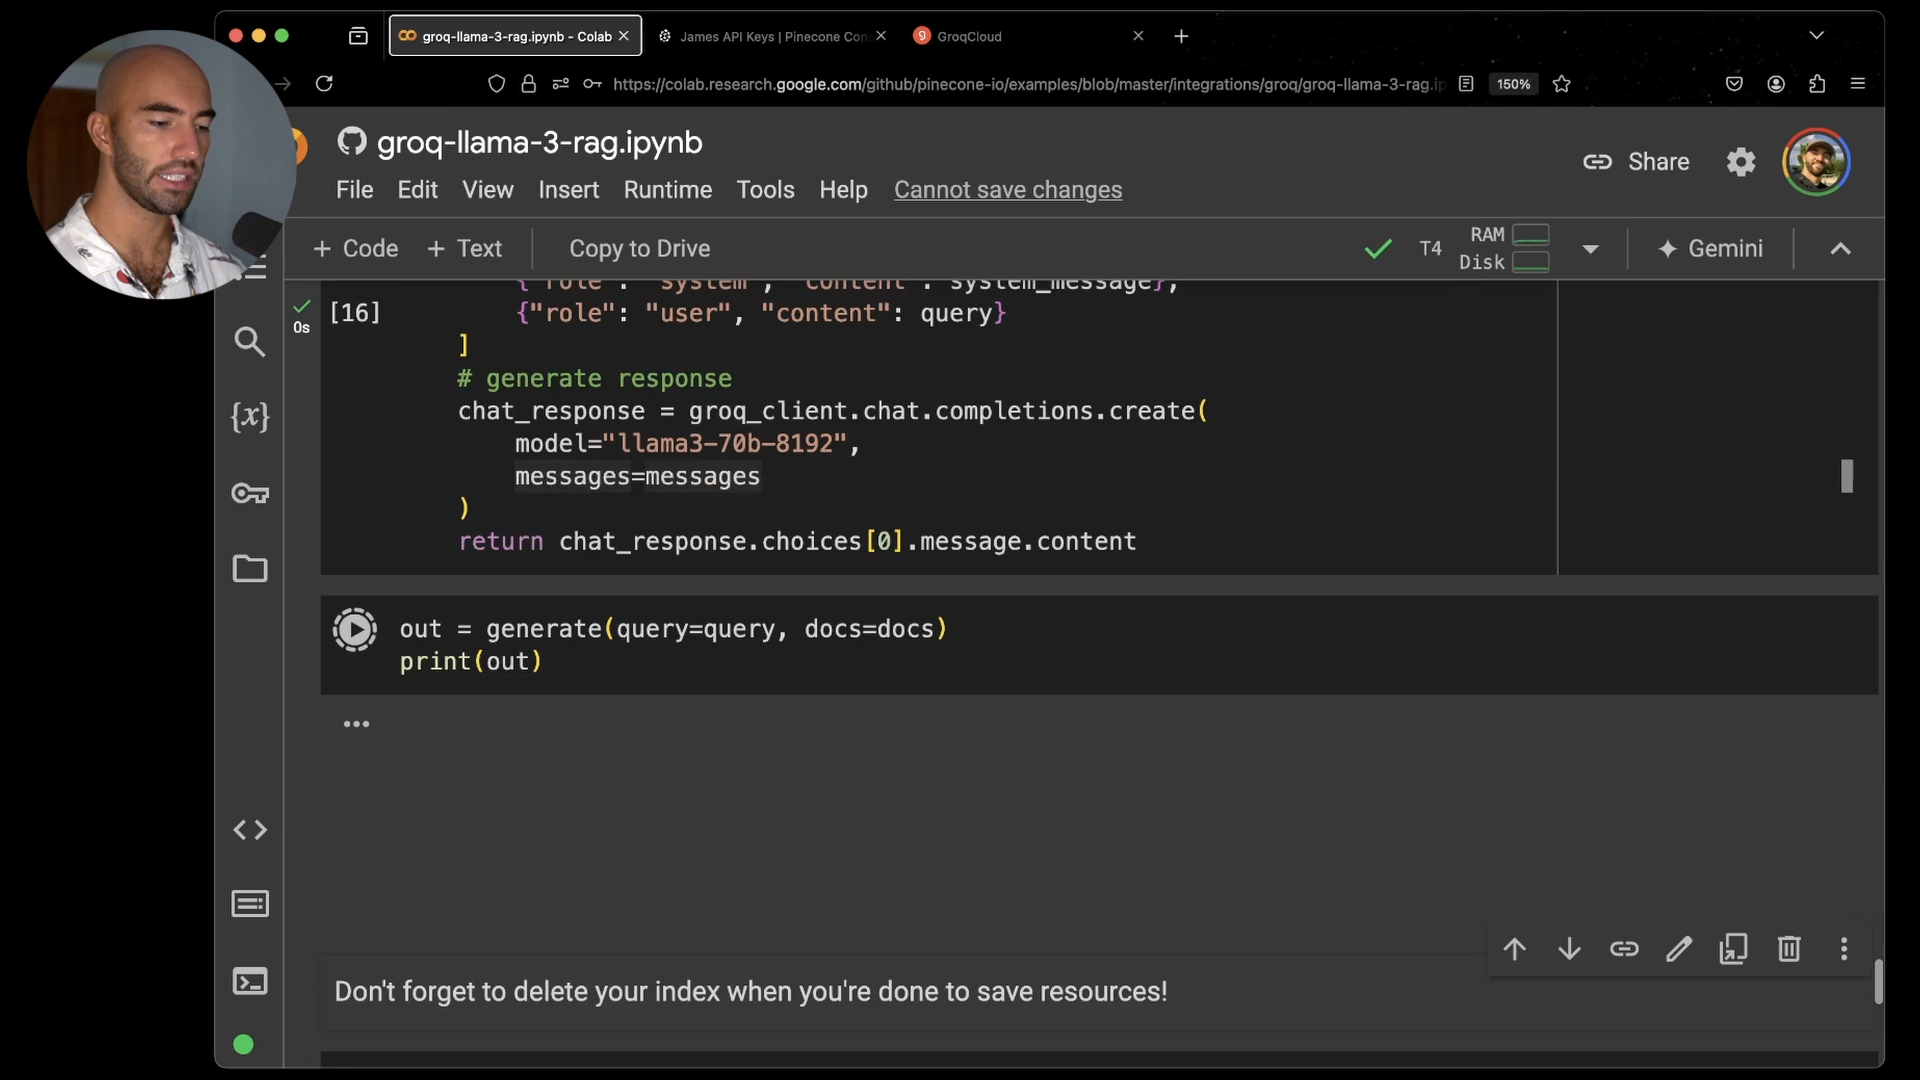 groq-llama-3-rag.ipynb - Colab
James API Keys | Pinecone Con
GroqCloud
https://colab.research.google.com/github/pinecone-io/examples/blob/master/integrations/groq/groq-llama-3-rag.ip
150%
groq-llama-3-rag.ipynb
Share
File Edit View Insert Runtime Tools Help Cannot save changes
+ Code + Text Copy to Drive
T4 RAM Disk Gemini
{"role": "system", "content": system_message},
[16] {"role": "user", "content": query}
0s
]
# generate response
chat_response = groq_client.chat.completions.create(
model="llama3-70b-8192",
messages=messages
)
return chat_response.choices[0].message.content
out = generate(query=query, docs=docs)
print(out)
Don't forget to delete your index when you're done to save resources!